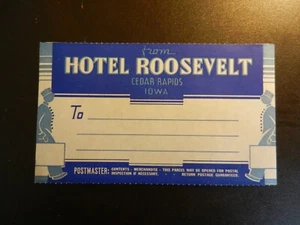 from
HOTEL ROOSEVELT
CEDAR RAPIDS
IOWA
To
POSTMASTER: CONTENTS - MERCHANDISE - THIS PARCEL MAY BE OPENED FOR POSTAL
INSPECTION IF NECESSARY. RETURN POSTAGE GUARANTEED.